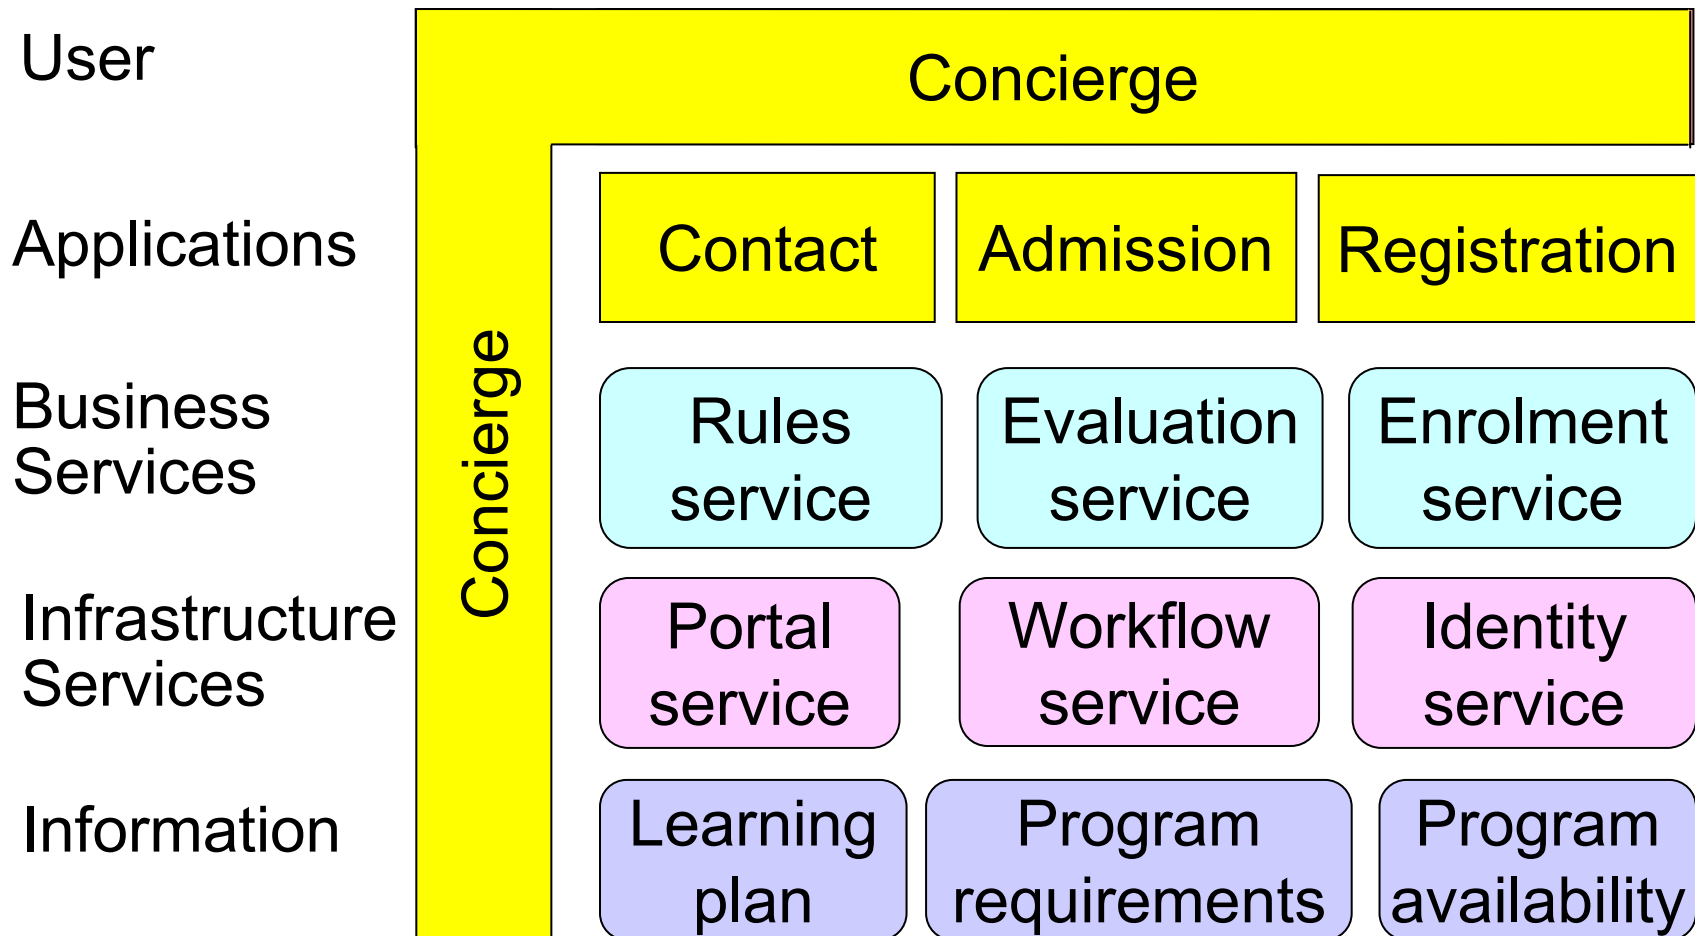 User
Concierge
Applications
Concierge
Contact
Admission
Registration
Business
Services
Rules
service
Evaluation
service
Enrolment
service
Infrastructure
Services
Portal
service
Workflow
service
Identity
service
Information
Learning
plan
Program
requirements
Program
availability